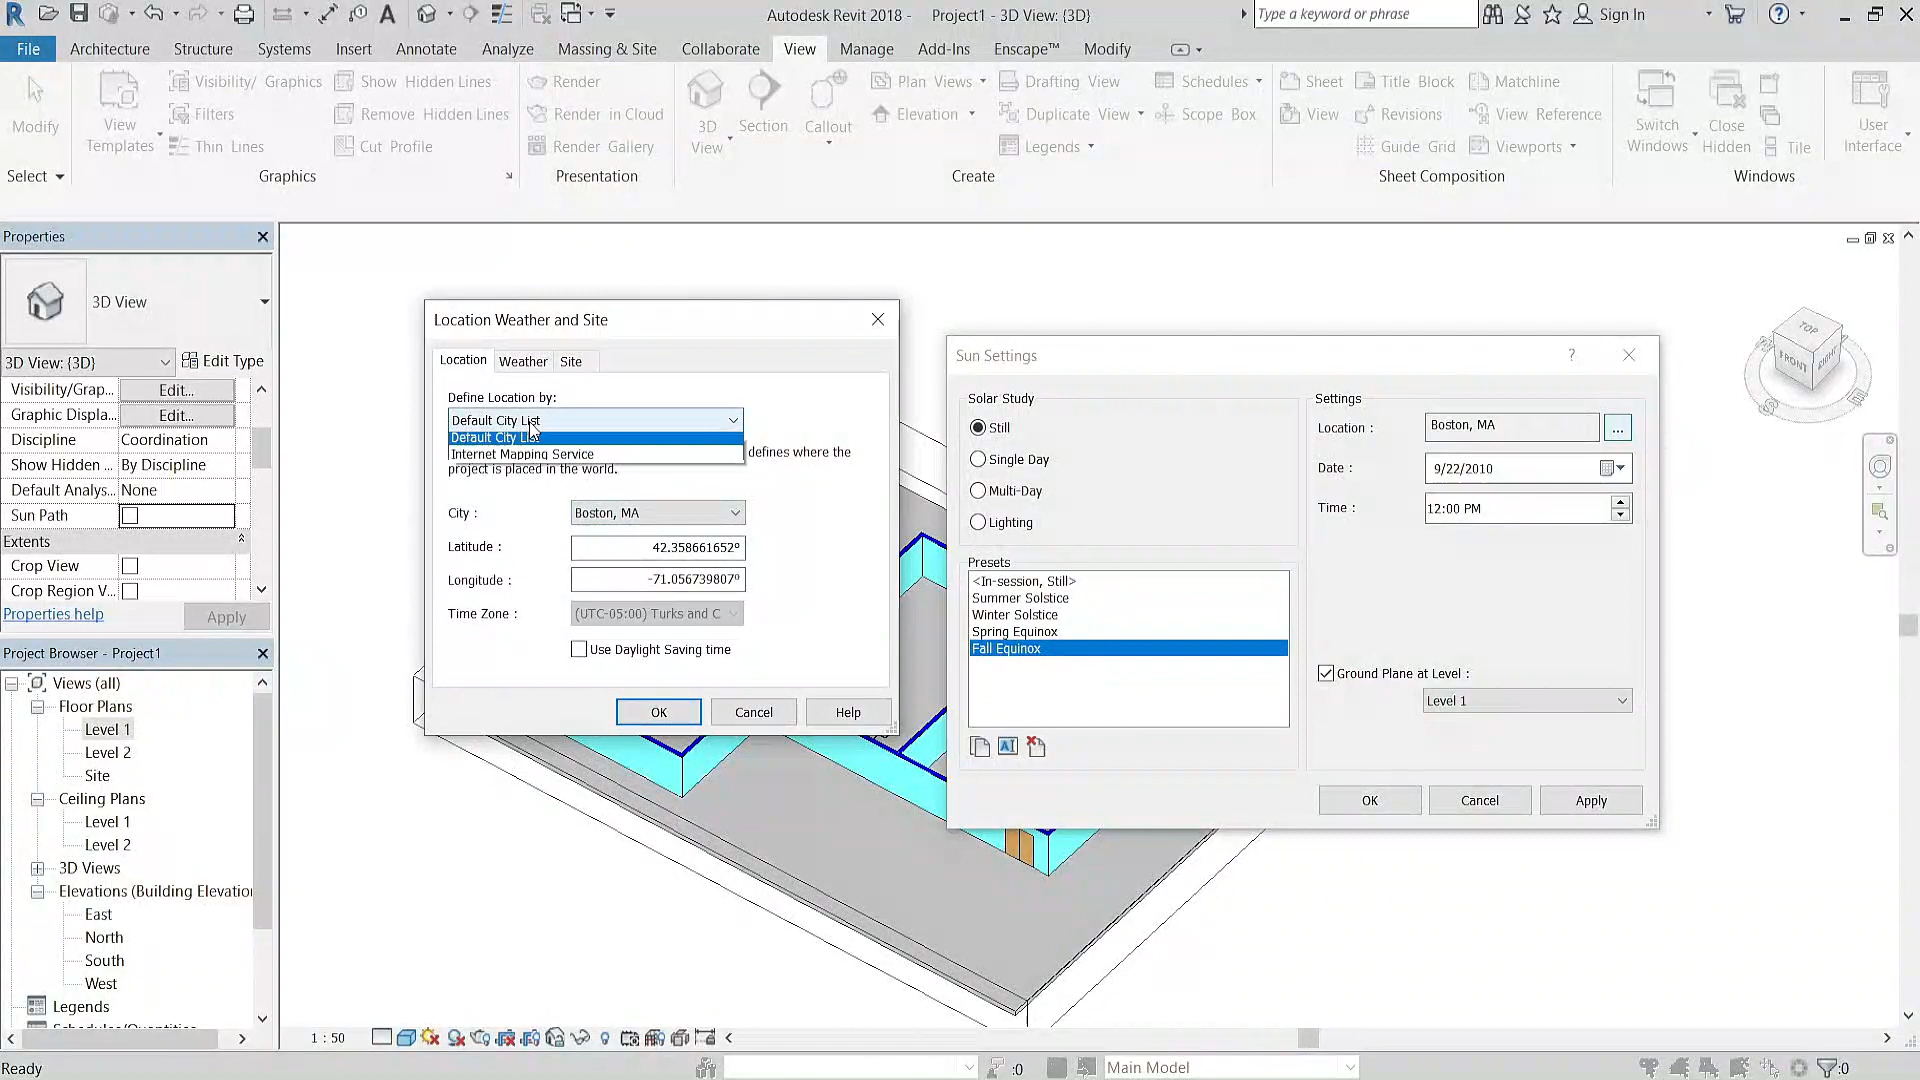 Autodesk Revit 2018 - Project1 - 3D View: {3D}
Type a keyword or phrase
Sign In
File Architecture Structure Systems Insert Annotate Analyze Massing & Site Collaborate View Manage Add-Ins Enscape™ Modify
Modify
View Templates
Visibility/ Graphics
Filters
Thin Lines
Show Hidden Lines
Remove Hidden Lines
Cut Profile
Render
Render in Cloud
Render Gallery
3D View
Section
Callout
Plan Views
Elevation
Drafting View
Duplicate View
Legends
Schedules
Scope Box
Sheet
View
Title Block
Revisions
Guide Grid
Matchline
View Reference
Viewports
Switch Windows
Close Hidden
Tile
User Interface
Select
Graphics
Presentation
Create
Sheet Composition
Windows
Properties
3D View
3D View: {3D}
Edit Type
Visibility/Grap... Edit...
Graphic Displa... Edit...
Discipline Coordination
Show Hidden ... By Discipline
Default Analys... None
Sun Path
Extents
Crop View
Crop Region V...
Properties help
Apply
Project Browser - Project1
Views (all)
Floor Plans
Level 1
Level 2
Site
Ceiling Plans
Level 1
Level 2
3D Views
Elevations (Building Elevation
East
North
South
West
Legends
Location Weather and Site
Location Weather Site
Define Location by:
Default City List
Default City List
Internet Mapping Service
defines where the
project is placed in the world.
City : Boston, MA
Latitude : 42.358661652°
Longitude : -71.056739807°
Time Zone : (UTC-05:00) Turks and C
Use Daylight Saving time
OK Cancel Help
Sun Settings
?
Solar Study
Still
Single Day
Multi-Day
Lighting
Presets
<In-session, Still>
Summer Solstice
Winter Solstice
Spring Equinox
Fall Equinox
Settings
Location : Boston, MA ...
Date : 9/22/2010
Time : 12:00 PM
Ground Plane at Level :
Level 1
OK Cancel Apply
TOP
FRONT
RIGHT
1 : 50
Ready
:0
Main Model
:0